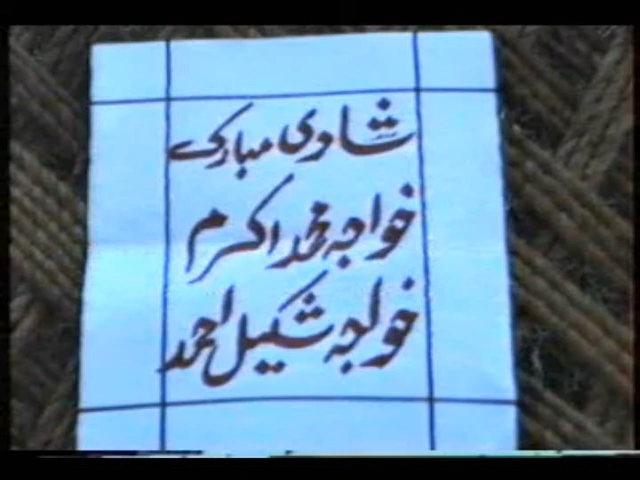 شادی مبارک
خواجہ محمد اکرم
خواجہ شکیل احمد